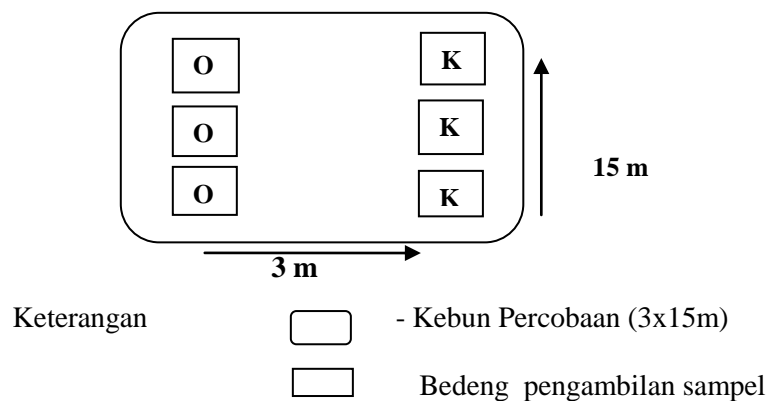 O K
O K
15 m
O K
3 m
Keterangan - Kebun Percobaan (3x15m)
Bedeng pengambilan sampel